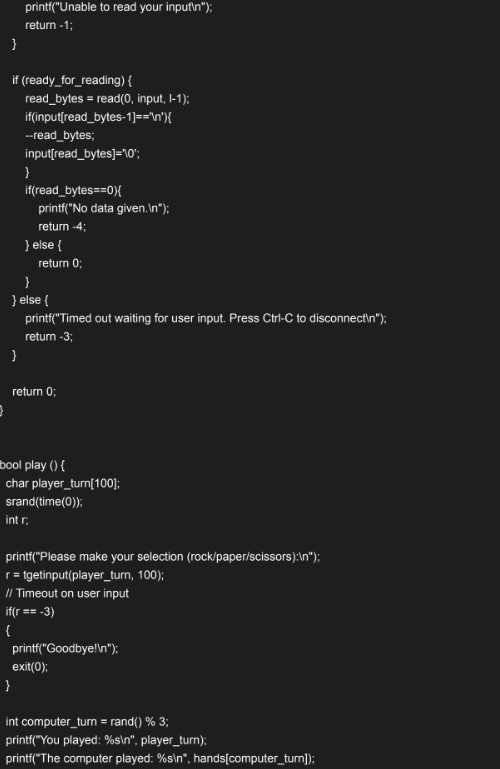 printf("Unable to read your input\n");
return -1;
}
if (ready_for_reading) {
read_bytes = read(0, input, l-1);
if(input[read_bytes-1]=='\n'){
--read_bytes;
input[read_bytes]='\0';
}
if(read_bytes==0){
printf("No data given.\n");
return -4;
} else {
return 0;
}
} else {
printf("Timed out waiting for user input. Press Ctrl-C to disconnect\n");
return -3;
}
return 0;
}
bool play () {
char player_turn[100];
srand(time(0));
int r;
printf("Please make your selection (rock/paper/scissors):\n");
r = tgetinput(player_turn, 100);
// Timeout on user input
if(r == -3)
{
printf("Goodbye!\n");
exit(0);
}
int computer_turn = rand() % 3;
printf("You played: %s\n", player_turn);
printf("The computer played: %s\n", hands[computer_turn]);